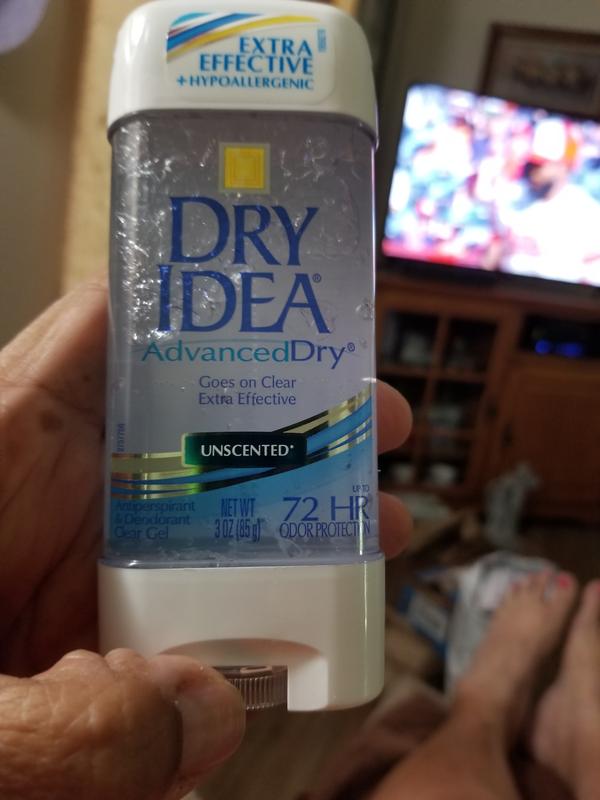 EXTRA
EFFECTIVE
+HYPOALLERGENIC
DRY
IDEA®
AdvancedDry®
Goes on Clear
Extra Effective
UNSCENTED*
Antiperspirant
& Deodorant
Clear Gel
NET WT
3 OZ (85 g)
UP TO
72 HR
ODOR PROTECTION